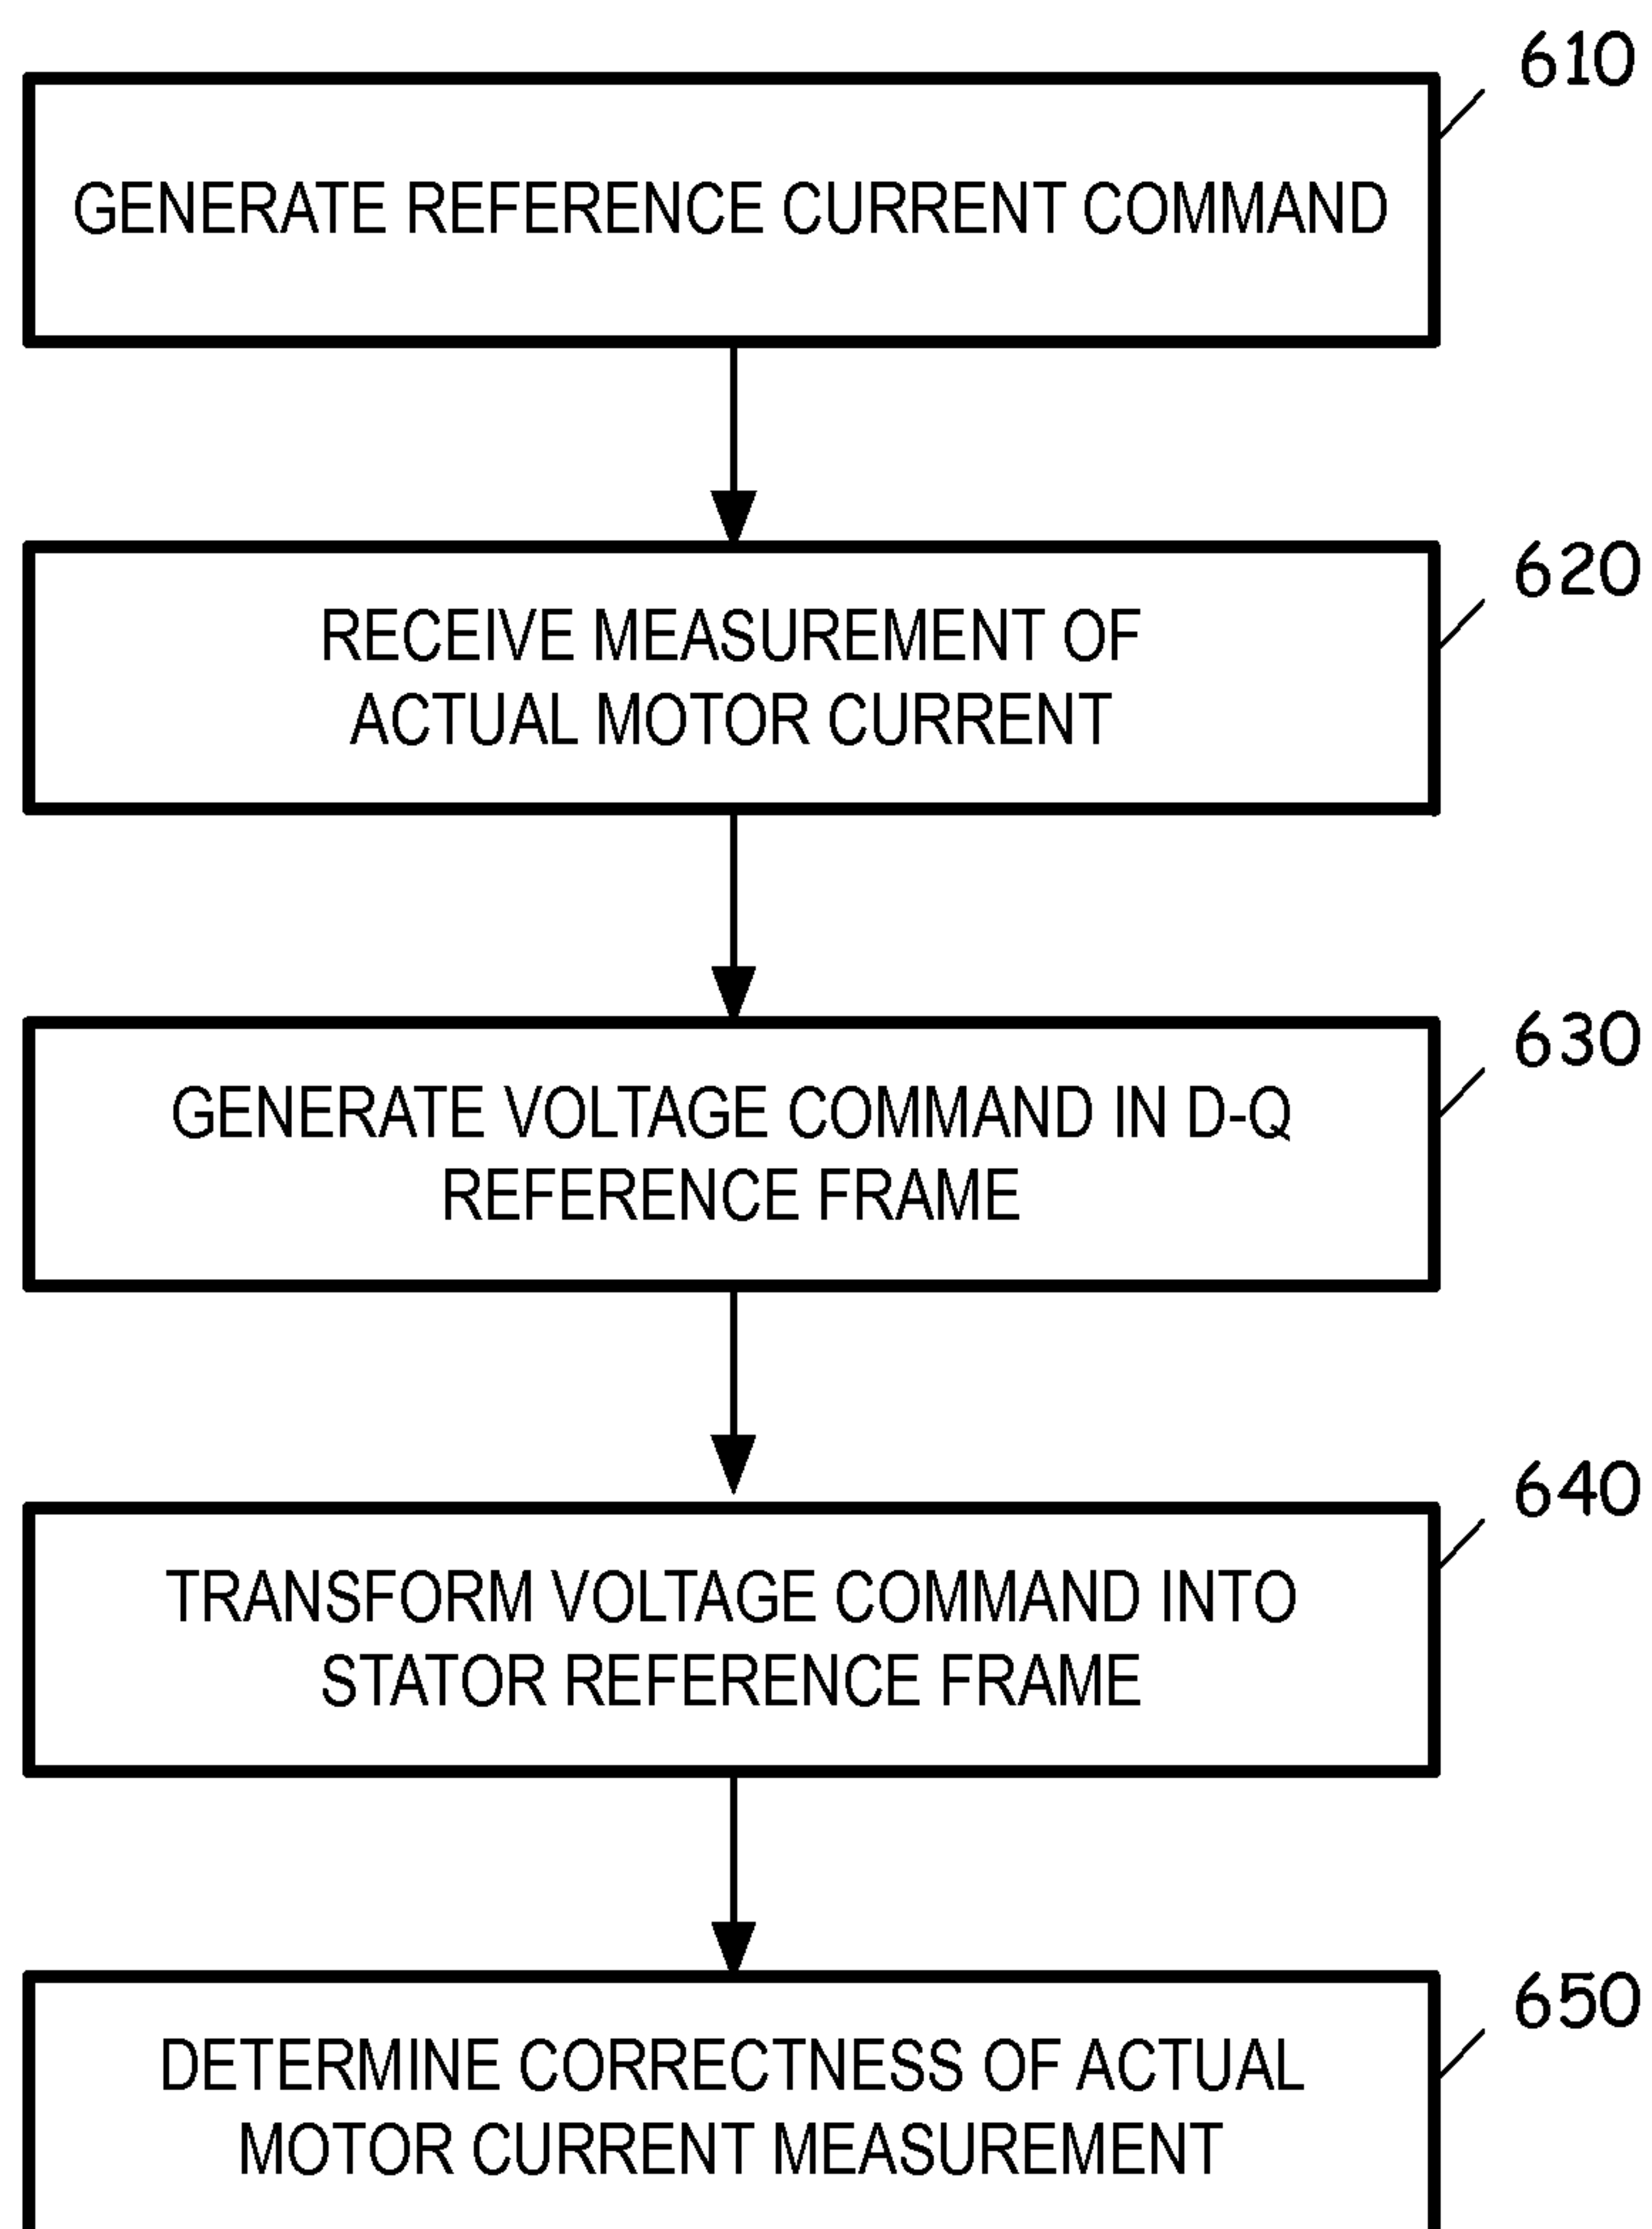 610
GENERATE REFERENCE CURRENT COMMAND
620
RECEIVE MEASUREMENT OF
ACTUAL MOTOR CURRENT
630
GENERATE VOLTAGE COMMAND IN D-Q
REFERENCE FRAME
640
TRANSFORM VOLTAGE COMMAND INTO
STATOR REFERENCE FRAME
650
DETERMINE CORRECTNESS OF ACTUAL
MOTOR CURRENT MEASUREMENT